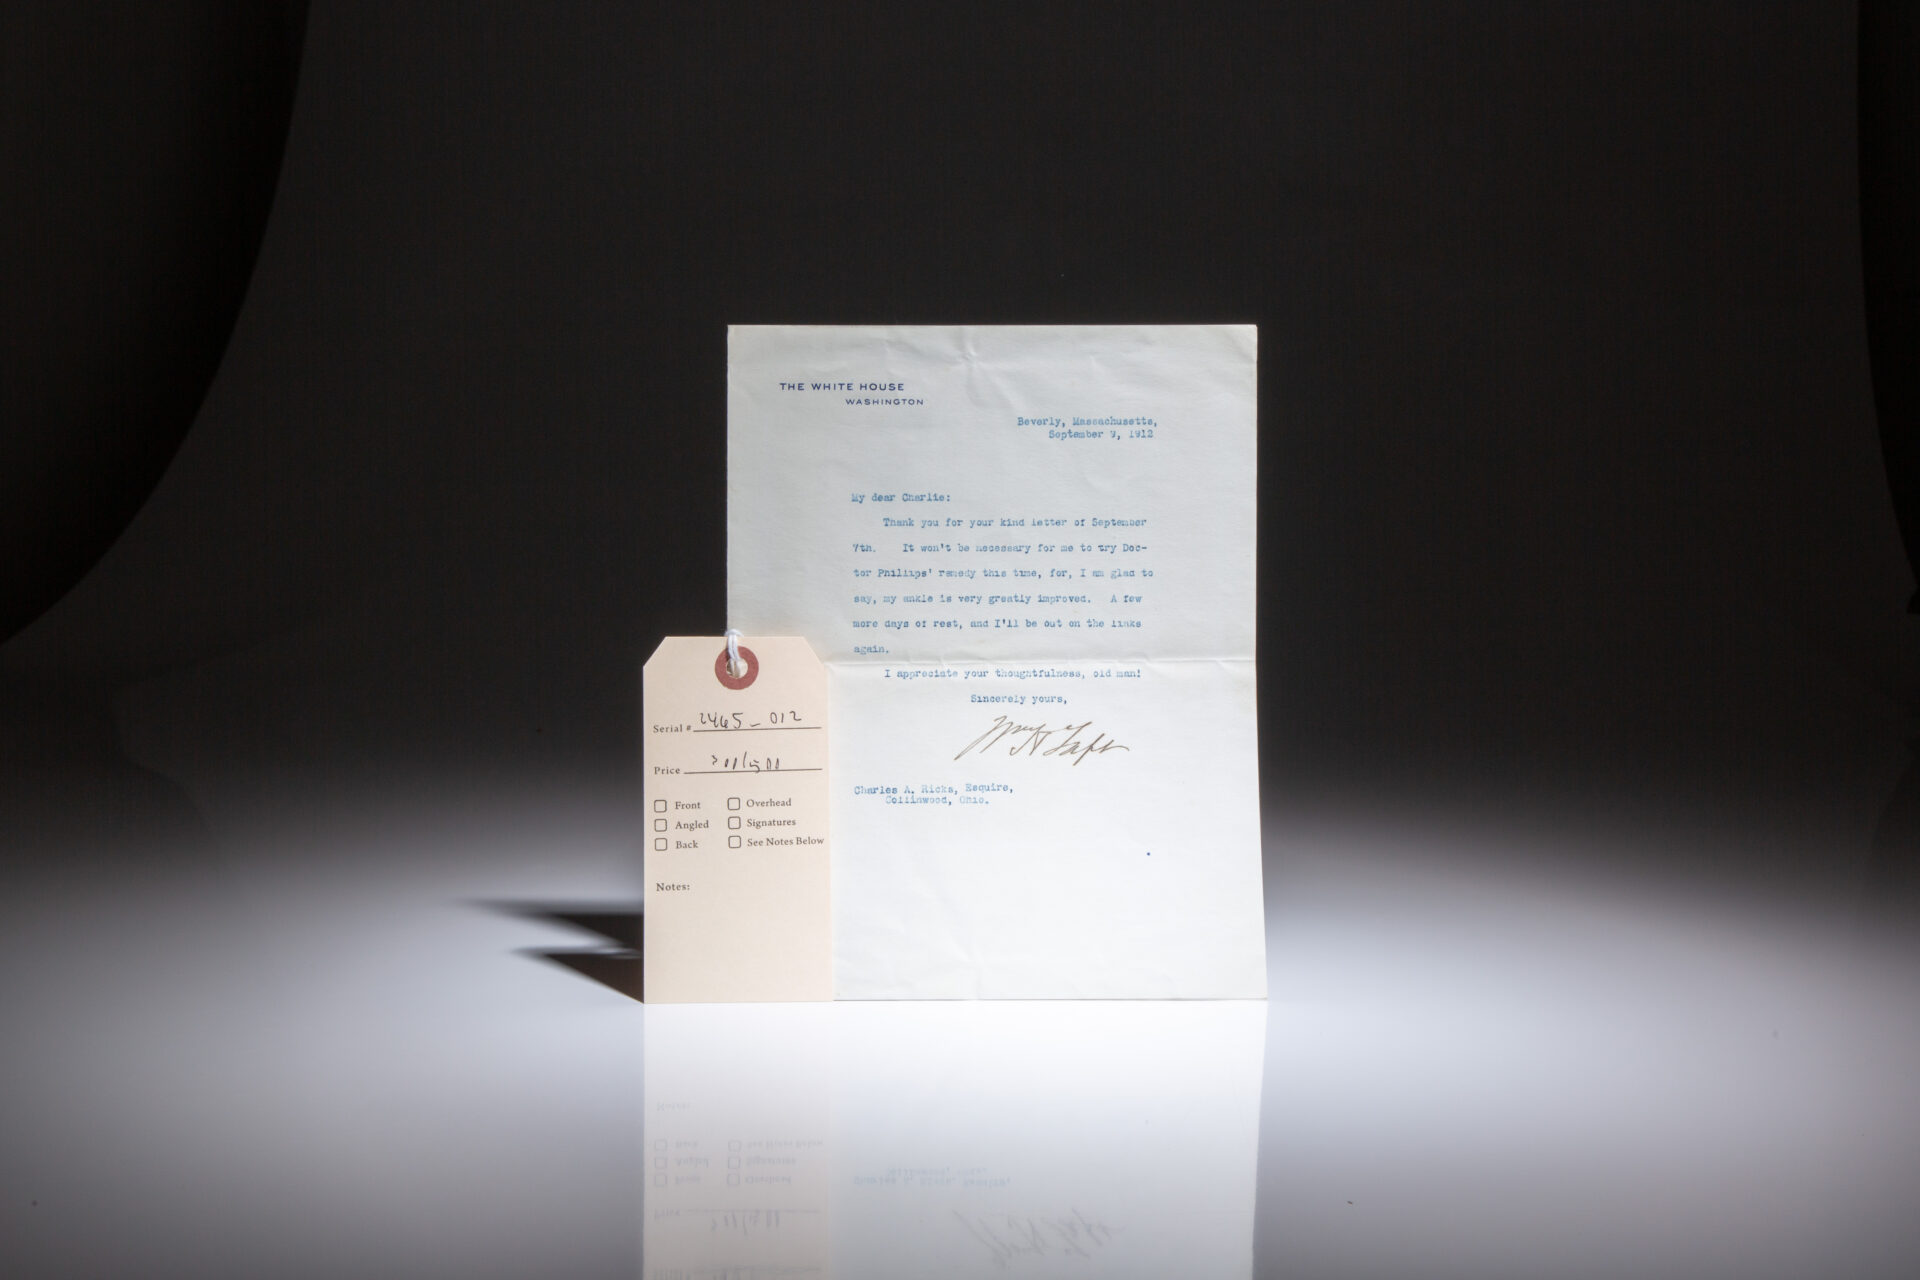 THE WHITE HOUSE
WASHINGTON
Beverly, Massachusetts,
September 9, 1912
My dear Charlie:
Thank you for your kind letter of September
7th. It won't be necessary for me to try Doc-
tor Phillips' remedy this time, for, I am glad to
say, my ankle is very greatly improved. A few
more days of rest, and I'll be out on the links
again.
I appreciate your thoughtfulness, old man!
Sincerely yours,
Wm H Taft
Charles A. Ricks, Esquire,
Collinwood, Ohio.
Serial # 2465-012
Price
Front
Overhead
Angled
Signatures
Back
See Notes Below
Notes: